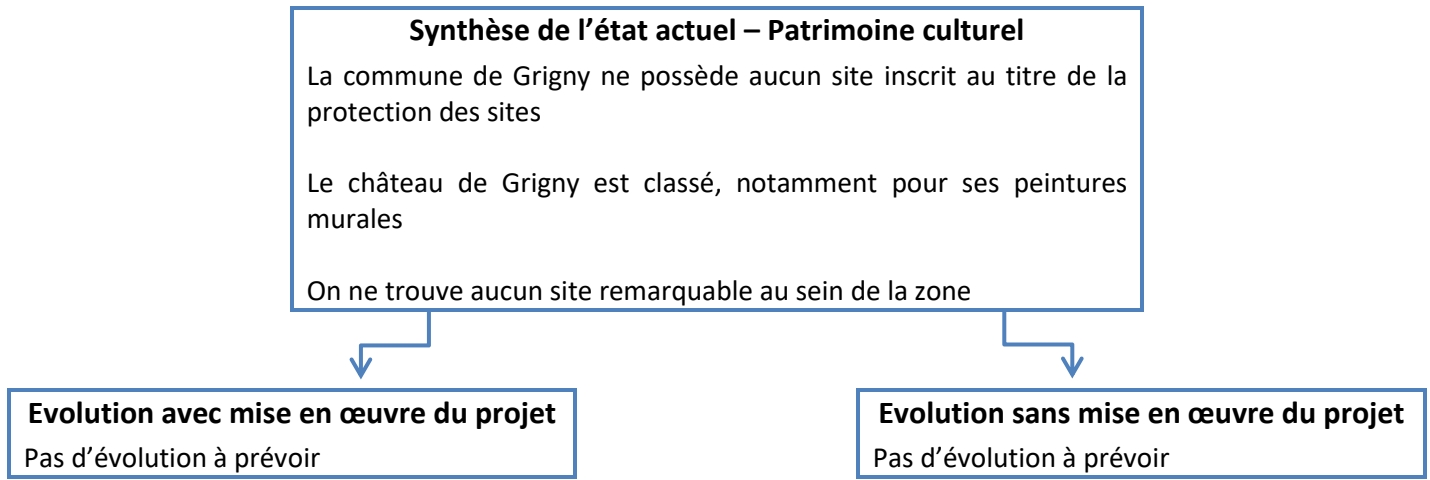 Synthèse de l’état actuel – Patrimoine culturel
La commune de Grigny ne possède aucun site inscrit au titre de la
protection des sites
Le château de Grigny est classé, notamment pour ses peintures
murales
On ne trouve aucun site remarquable au sein de la zone
Evolution avec mise en œuvre du projet
Pas d’évolution à prévoir
Evolution sans mise en œuvre du projet
Pas d’évolution à prévoir